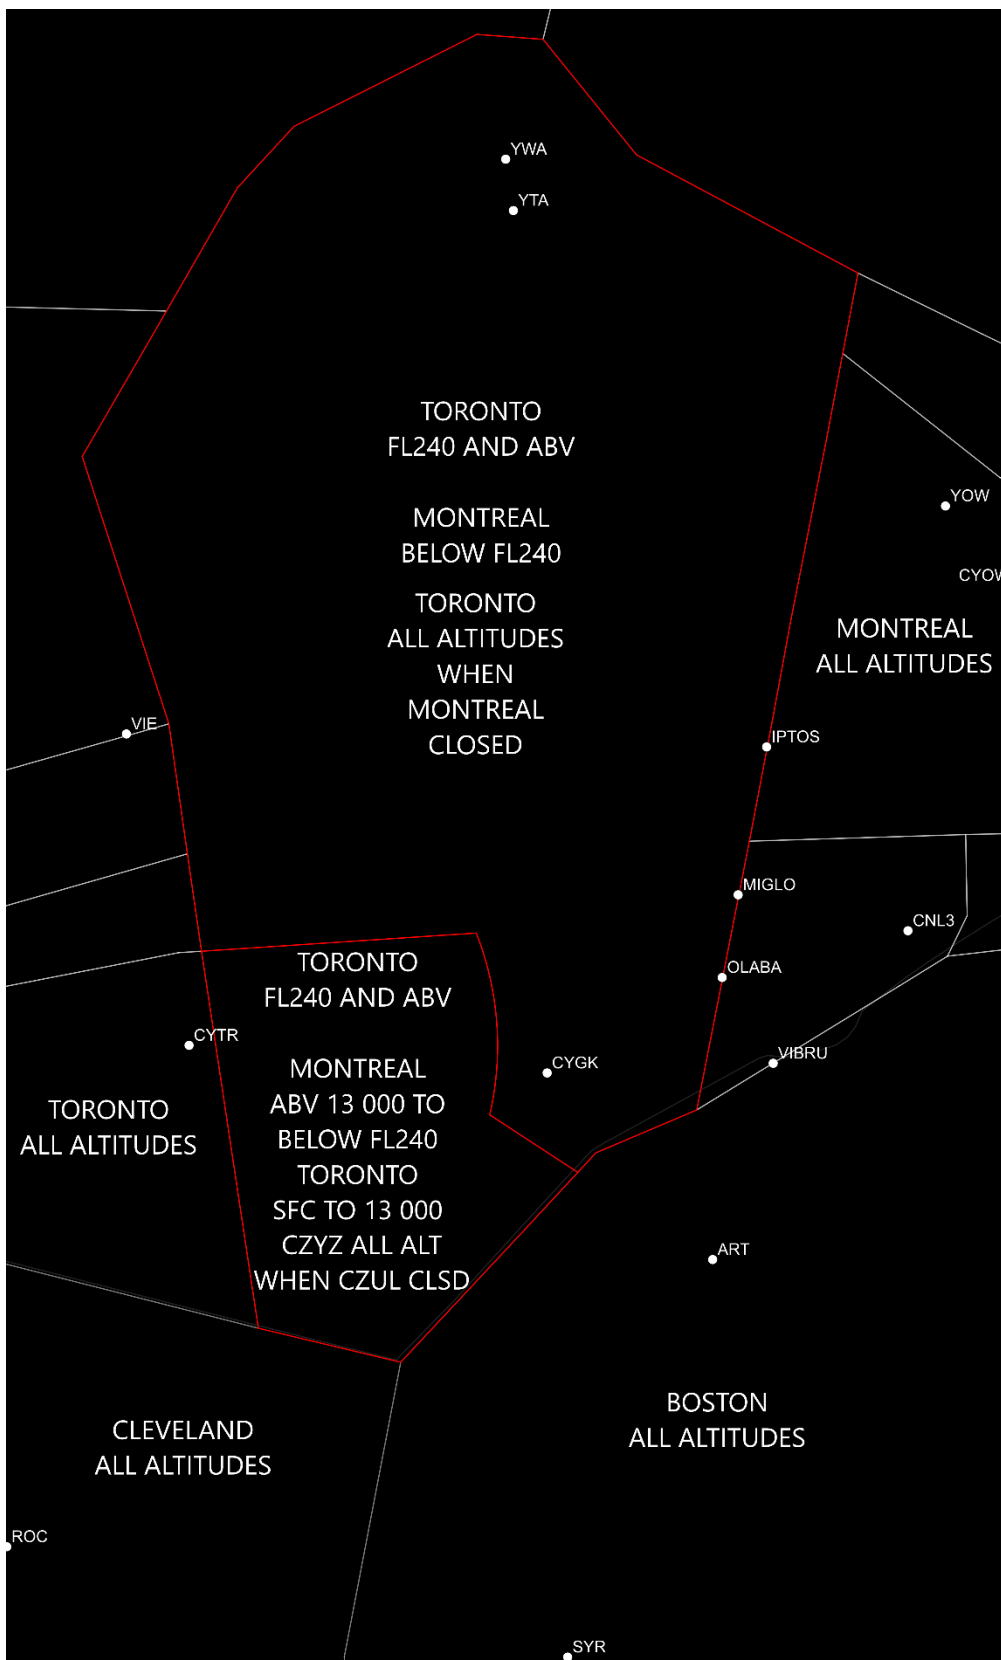 YWA
YTA
TORONTO
FL240 AND ABV
MONTREAL
BELOW FL240
TORONTO
ALL ALTITUDES
WHEN
MONTREAL
CLOSED
YOW
CYOW
MONTREAL
ALL ALTITUDES
VIE
IPTOS
MIGLO
CNL3
OLABA
TORONTO
FL240 AND ABV
MONTREAL
ABV 13 000 TO
BELOW FL240
TORONTO
SFC TO 13 000
CZYZ ALL ALT
WHEN CZUL CLSD
CYTR
CYGK
VIBRU
TORONTO
ALL ALTITUDES
ART
BOSTON
ALL ALTITUDES
CLEVELAND
ALL ALTITUDES
ROC
SYR